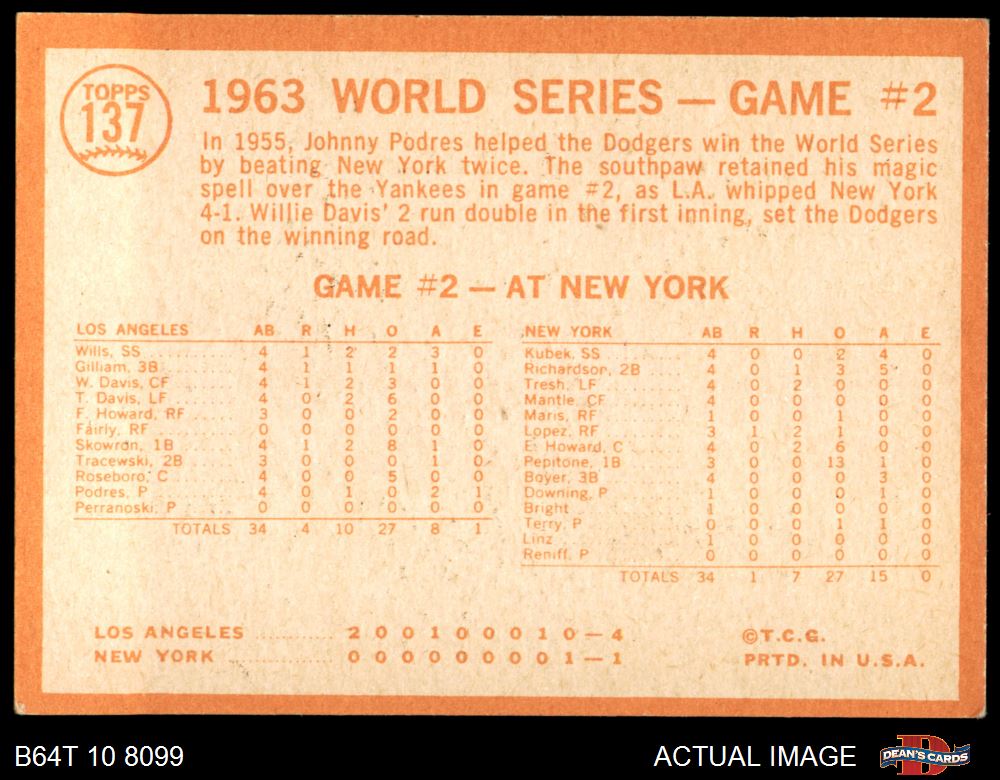 TOPPS
137
1963 WORLD SERIES — GAME #2
In 1955, Johnny Podres helped the Dodgers win the World Series
by beating New York twice. The southpaw retained his magic
spell over the Yankees in game #2, as L.A. whipped New York
4-1. Willie Davis' 2 run double in the first inning, set the Dodgers
on the winning road.
GAME #2 — AT NEW YORK
LOS ANGELES AB R H O A E
Wills, SS 4 1 2 2 3 0
Gilliam, 3B 4 1 1 1 1 0
W. Davis, CF 4 1 2 3 0 0
T. Davis, LF 4 0 2 6 0 0
F. Howard, RF 3 0 0 2 0 0
Fairly, RF 0 0 0 0 0 0
Skowron, 1B 4 1 2 8 1 0
Tracewski, 2B 3 0 0 0 1 0
Roseboro, C 4 0 0 5 0 0
Podres, P 4 0 1 0 2 1
Perranoski, P 0 0 0 0 0 0
TOTALS 34 4 10 27 8 1
NEW YORK AB R H O A E
Kubek, SS 4 0 0 2 4 0
Richardson, 2B 4 0 1 3 5 0
Tresh, LF 4 0 2 0 0 0
Mantle, CF 4 0 0 0 0 0
Maris, RF 1 0 0 1 0 0
Lopez, RF 3 1 2 1 0 0
E. Howard, C 4 0 2 6 0 0
Pepitone, 1B 3 0 0 13 1 0
Boyer, 3B 4 0 0 0 3 0
Downing, P 1 0 0 0 1 0
Bright 1 0 0 0 0 0
Terry, P 0 0 0 1 1 0
Linz 1 0 0 0 0 0
Reniff, P 0 0 0 0 0 0
TOTALS 34 1 7 27 15 0
LOS ANGELES 2 0 0 1 0 0 0 1 0 — 4
NEW YORK 0 0 0 0 0 0 0 0 1 — 1
©T.C.G.
PRTD. IN U.S.A.
B64T 10 8099
ACTUAL IMAGE
DEAN'S CARDS